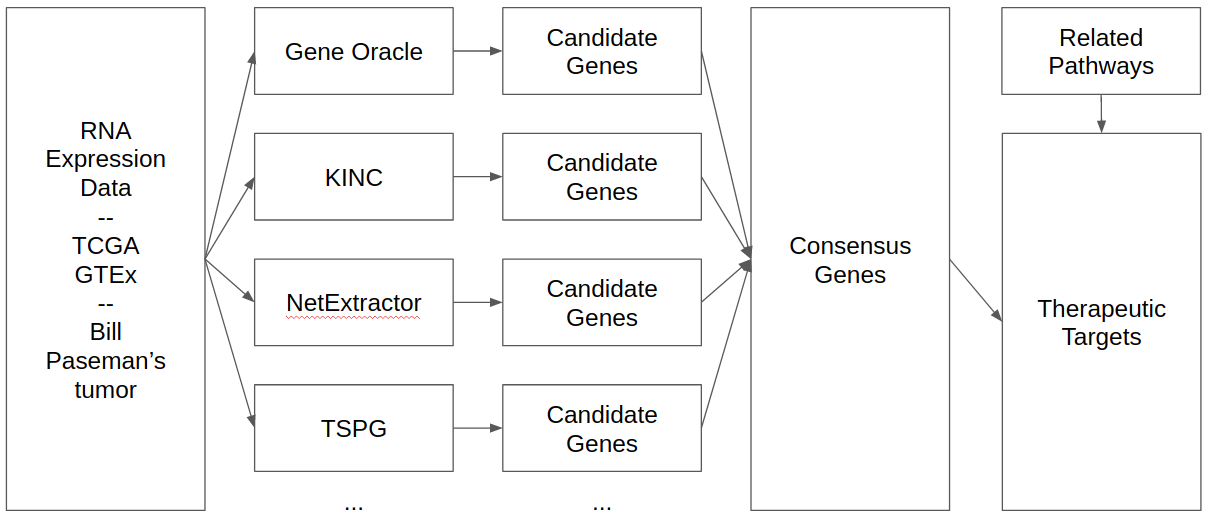 RNA
Expression
Data
--
TCGA
GTEx
--
Bill
Paseman’s
tumor
Gene Oracle
Candidate
Genes
KINC
Candidate
Genes
NetExtractor
Candidate
Genes
TSPG
Candidate
Genes
...
...
Consensus
Genes
Related
Pathways
Therapeutic
Targets